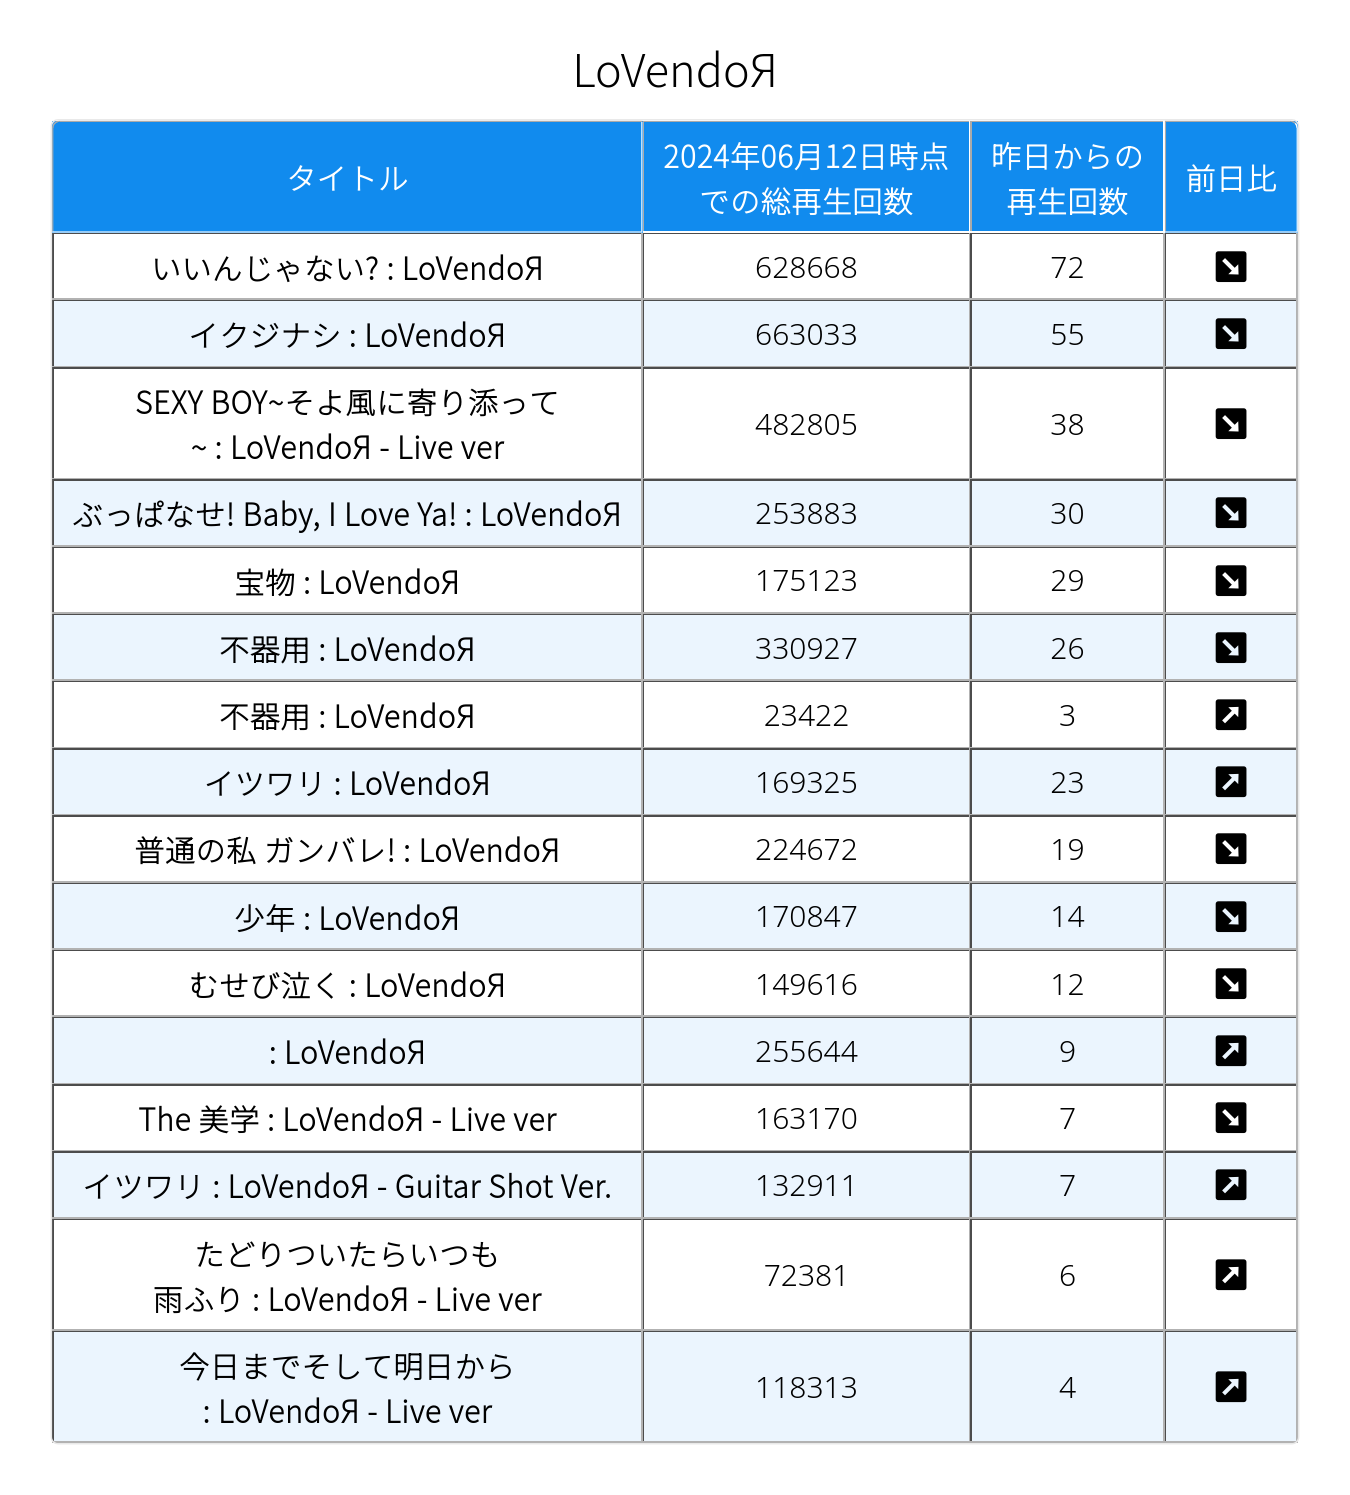 LoVendoЯ
タイトル
2024年06月12日時点
での総再生回数
昨日からの
再生回数
前日比
いいんじゃない? : LoVendoЯ 628668 72
イクジナシ : LoVendoЯ 663033 55
SEXY BOY~そよ風に寄り添って
~ : LoVendoЯ - Live ver 482805 38
ぶっぱなせ! Baby, I Love Ya! : LoVendoЯ 253883 30
宝物 : LoVendoЯ 175123 29
不器用 : LoVendoЯ 330927 26
不器用 : LoVendoЯ 23422 3
イツワリ : LoVendoЯ 169325 23
普通の私 ガンバレ! : LoVendoЯ 224672 19
少年 : LoVendoЯ 170847 14
むせび泣く : LoVendoЯ 149616 12
: LoVendoЯ 255644 9
The 美学 : LoVendoЯ - Live ver 163170 7
イツワリ : LoVendoЯ - Guitar Shot Ver. 132911 7
たどりついたらいつも
雨ふり : LoVendoЯ - Live ver 72381 6
今日までそして明日から
: LoVendoЯ - Live ver 118313 4